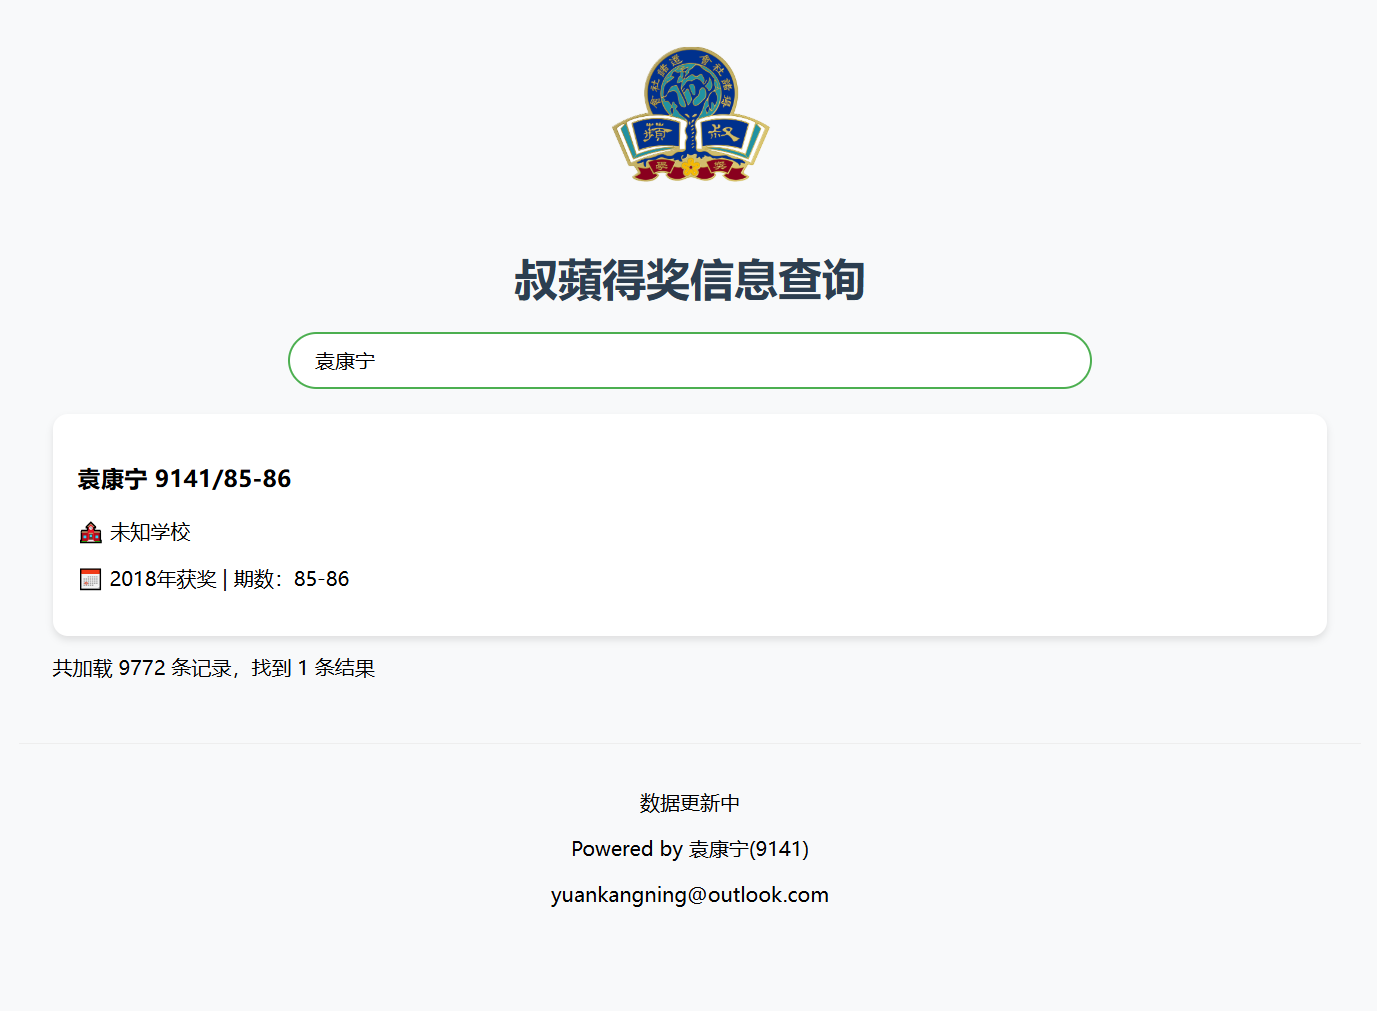 叔蘋得奖信息查询
袁康宁
袁康宁 9141/85-86
未知学校
2018年获奖 | 期数：85-86
共加载 9772 条记录，找到 1 条结果
数据更新中
Powered by 袁康宁(9141)
yuankangning@outlook.com